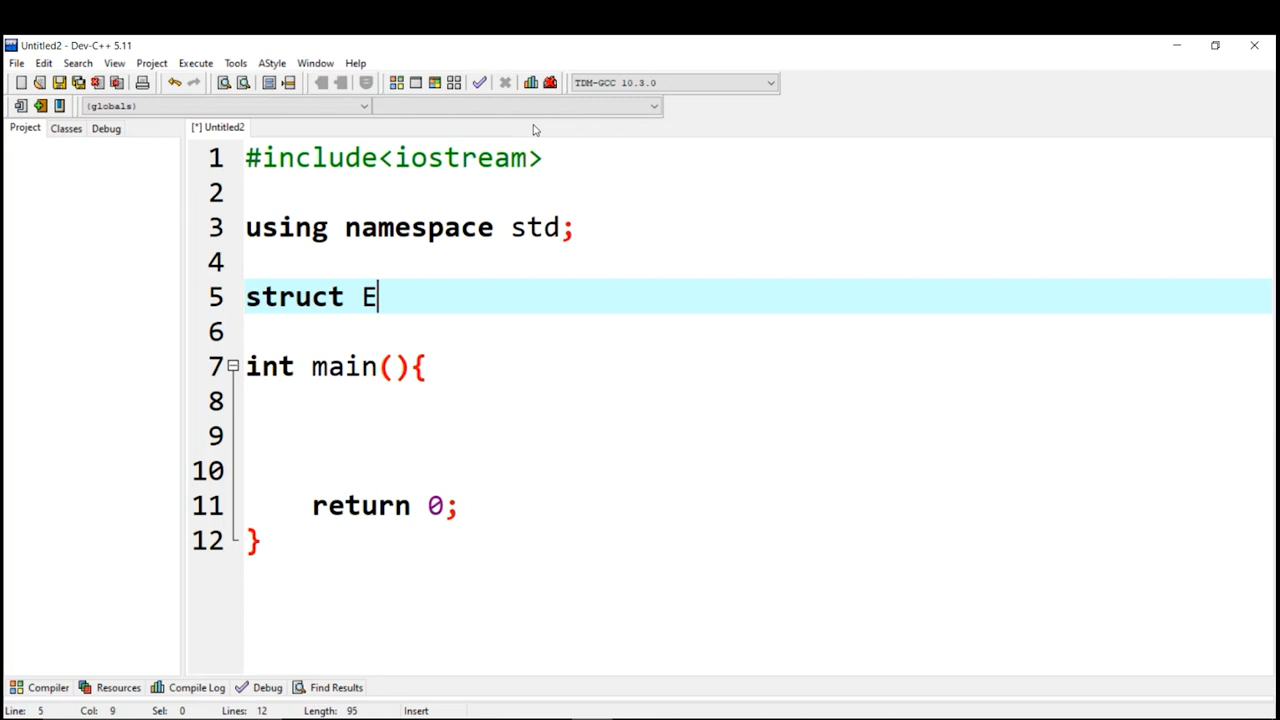 Untitled2 - Dev-C++ 5.11
File Edit Search View Project Execute Tools AStyle Window Help
TDM-GCC 10.3.0
(globals)
Project Classes Debug [*] Untitled2
1 #include<iostream>
2
3 using namespace std;
4
5 struct E
6
7 int main(){
8
9
10
11 return 0;
12 }
Compiler Resources Compile Log Debug Find Results
Line: 5 Col: 9 Sel: 0 Lines: 12 Length: 95 Insert